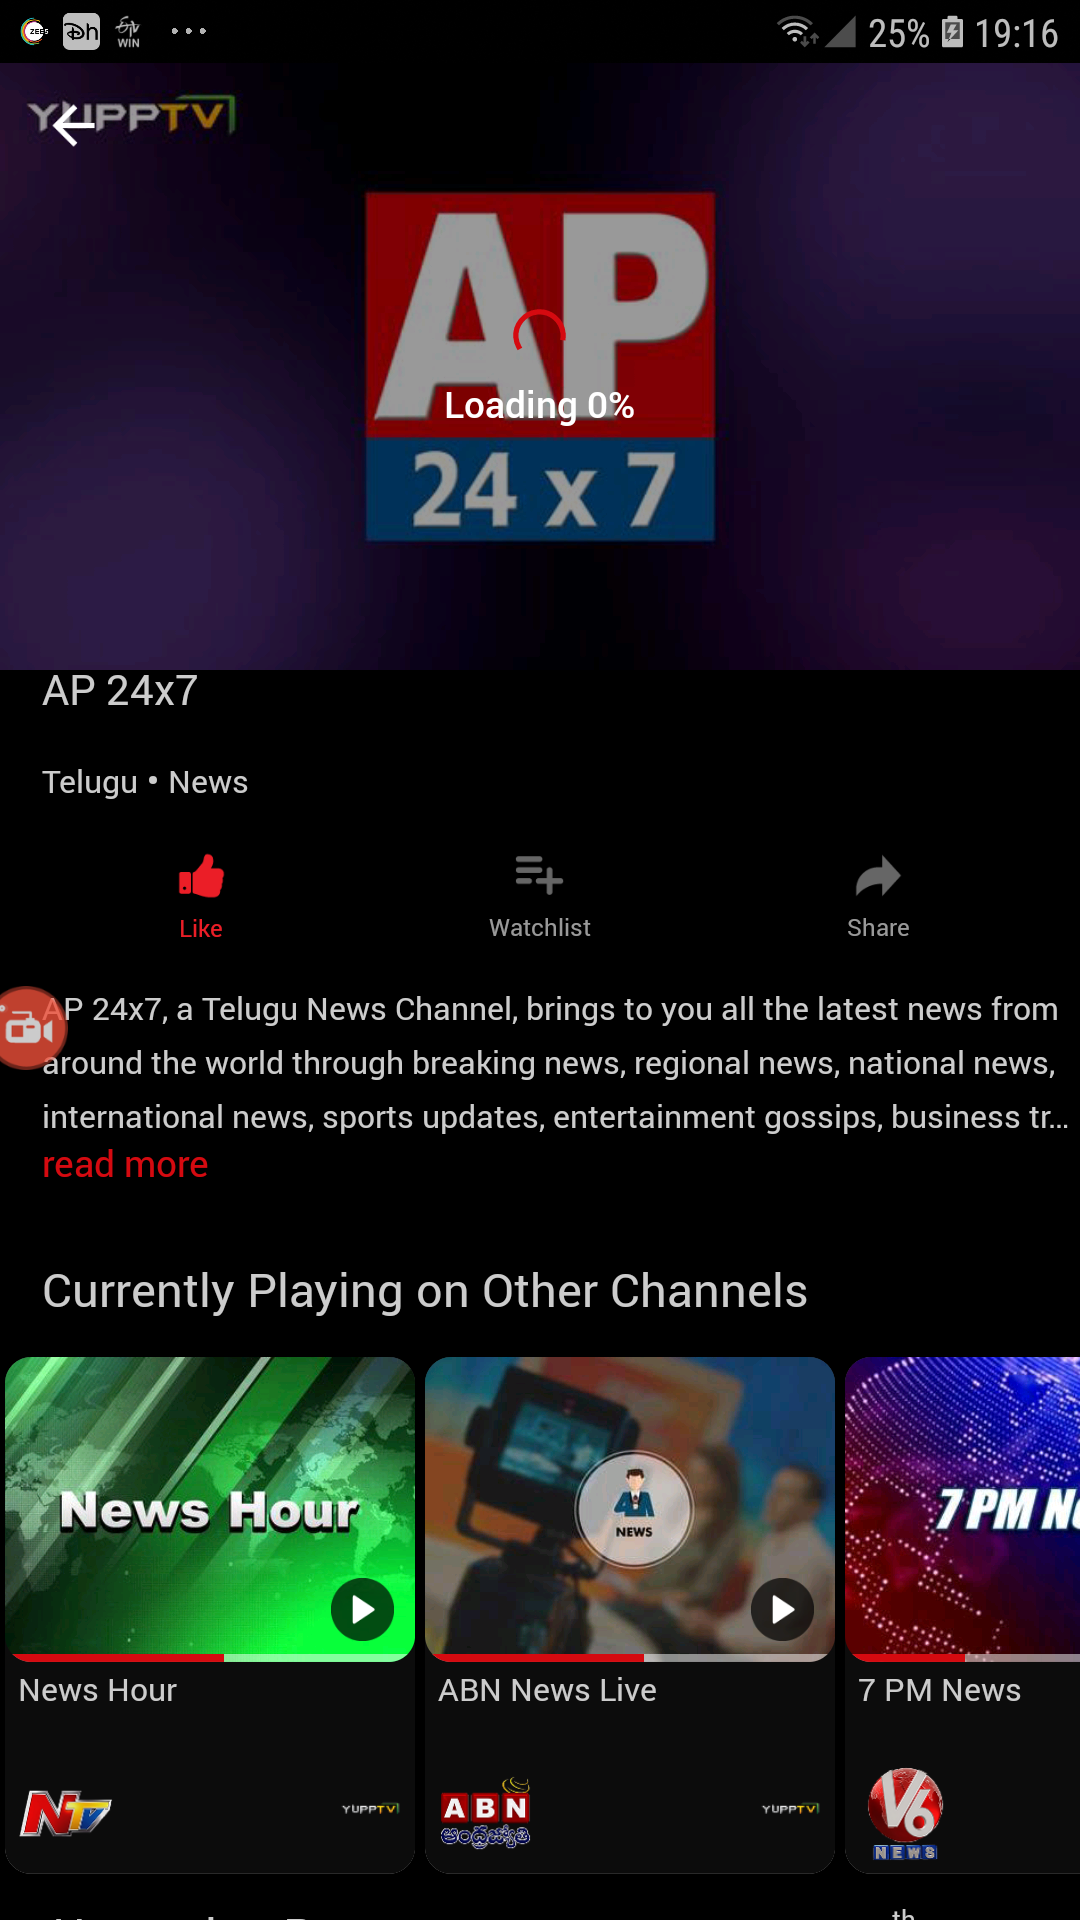 ZEE5 h WIN 25% 19:16
YUPPTV
AP
Loading 0%
24 x 7
AP 24x7
Telugu • News
Like Watchlist Share
AP 24x7, a Telugu News Channel, brings to you all the latest news from
around the world through breaking news, regional news, national news,
international news, sports updates, entertainment gossips, business tr...
read more
Currently Playing on Other Channels
News Hour
NEWS
7 PM
News Hour
ABN News Live
7 PM News
NTV YUPPTV
ABN YUPPTV
ఆంధ్రజ్యోతి
V6
NEWS
th